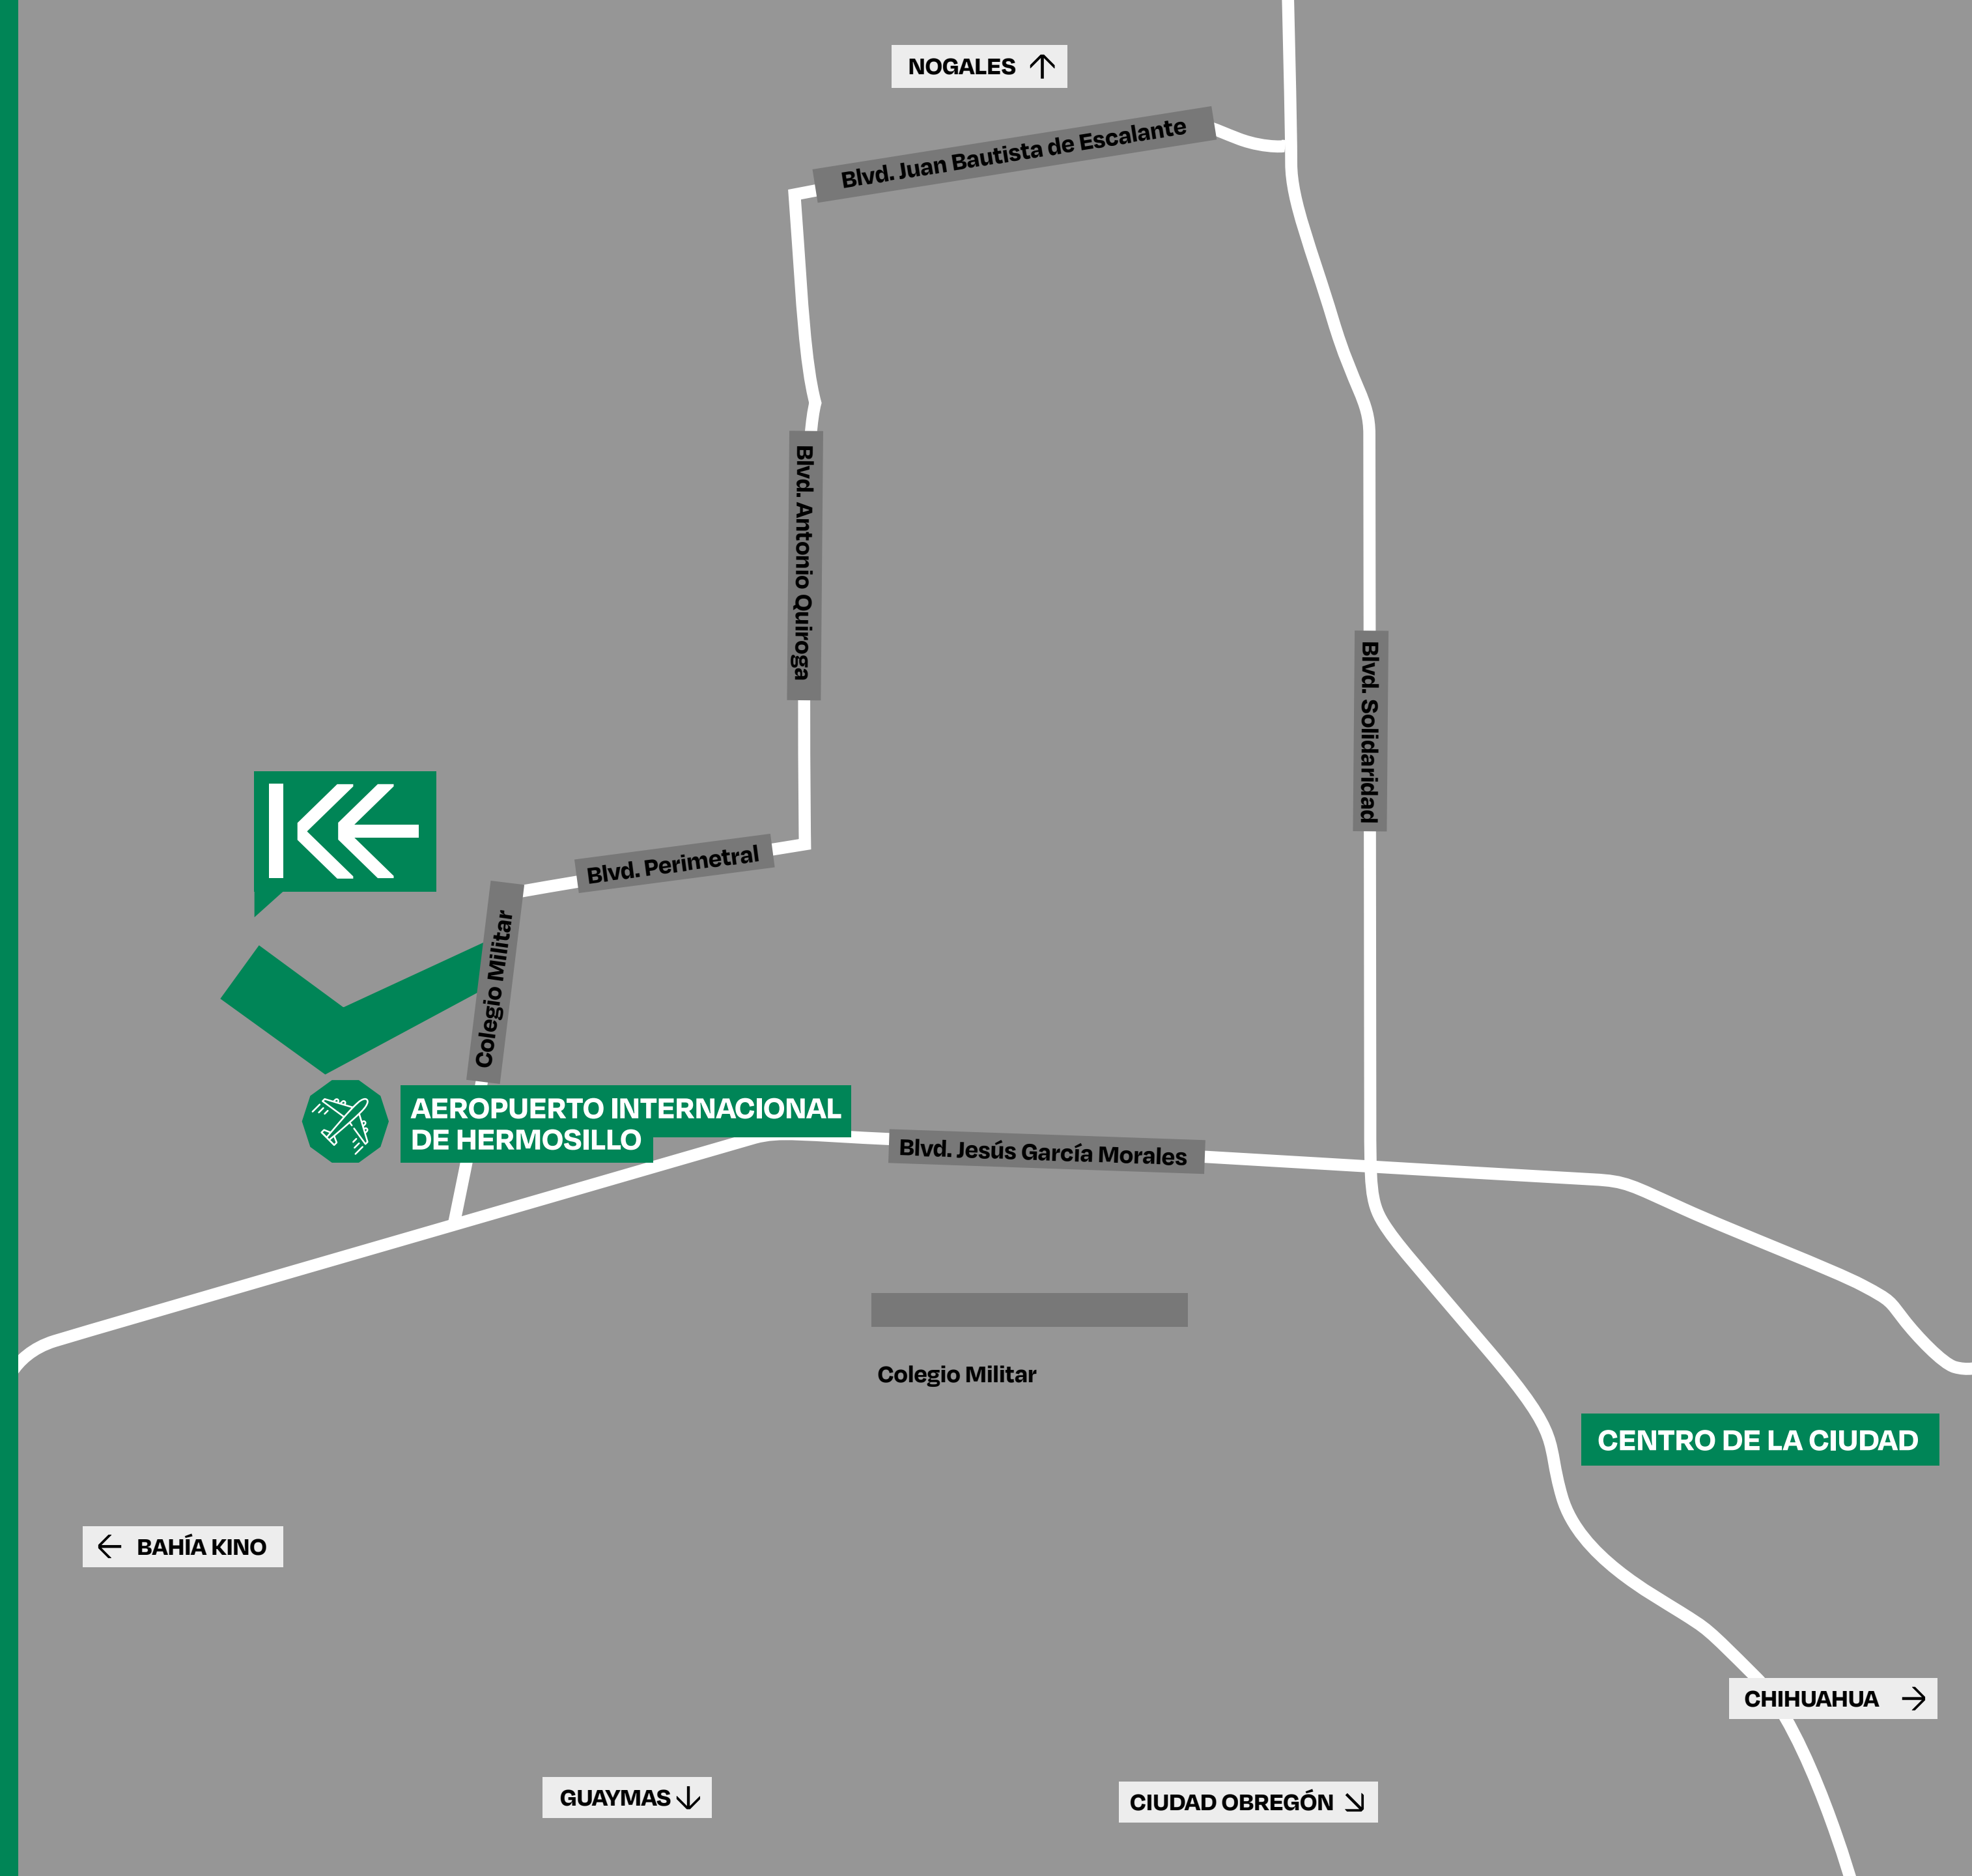 NOGALES
Blvd. Juan Bautista de Escalante
Blvd. Antonio Quiroga
Blvd. Solidaridad
KE
Blvd. Perimetral
Colegio Militar
AEROPUERTO INTERNACIONAL
DE HERMOSILLO
Blvd. Jesús García Morales
Colegio Militar
CENTRO DE LA CIUDAD
BAHÍA KINO
CHIHUAHUA
GUAYMAS
CIUDAD OBREGÓN